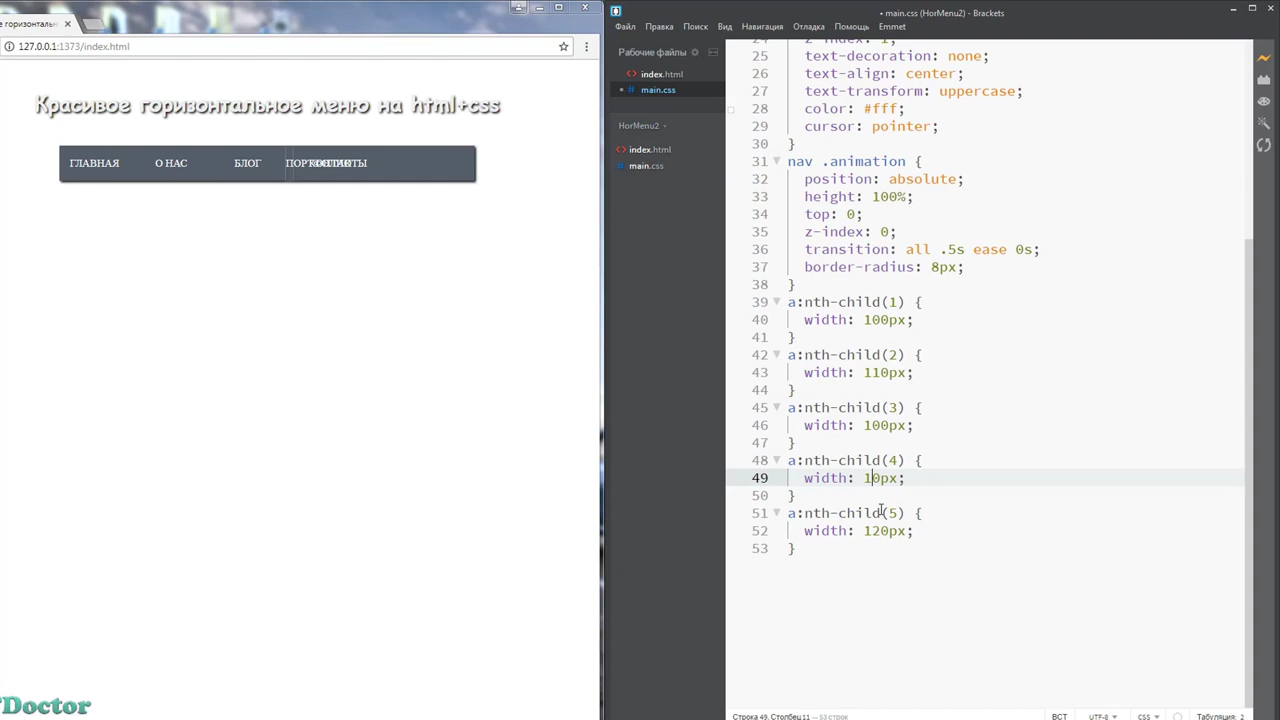 е горизонтально
127.0.0.1:1373/index.html
Красивое горизонтальное меню на html+css
ГЛАВНАЯ О НАС БЛОГ
Doctor
• main.css (HorMenu2) - Brackets
Файл Правка Поиск Вид Навигация Отладка Помощь Emmet
Рабочие файлы
<> index.html
• # main.css
HorMenu2
<> index.html
# main.css
24 z-index: 1;
25 text-decoration: none;
26 text-align: center;
27 text-transform: uppercase;
28 color: #fff;
29 cursor: pointer;
30 }
31 nav .animation {
32 position: absolute;
33 height: 100%;
34 top: 0;
35 z-index: 0;
36 transition: all .5s ease 0s;
37 border-radius: 8px;
38 }
39 a:nth-child(1) {
40 width: 100px;
41 }
42 a:nth-child(2) {
43 width: 110px;
44 }
45 a:nth-child(3) {
46 width: 100px;
47 }
48 a:nth-child(4) {
49 width: 10px;
50 }
51 a:nth-child(5) {
52 width: 120px;
53 }
Строка 49, Столбец 11 — 53 строк ВСТ UTF-8 CSS Табуляция: 2